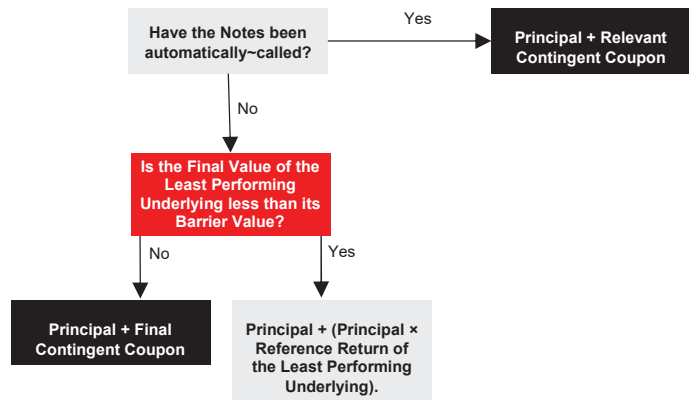 Have the Notes been
automatically~called?
Yes
Principal + Relevant
Contingent Coupon
No
Is the Final Value of the
Least Performing
Underlying less than its
Barrier Value?
No
Yes
Principal + Final
Contingent Coupon
Principal + (Principal ×
Reference Return of
the Least Performing
Underlying).